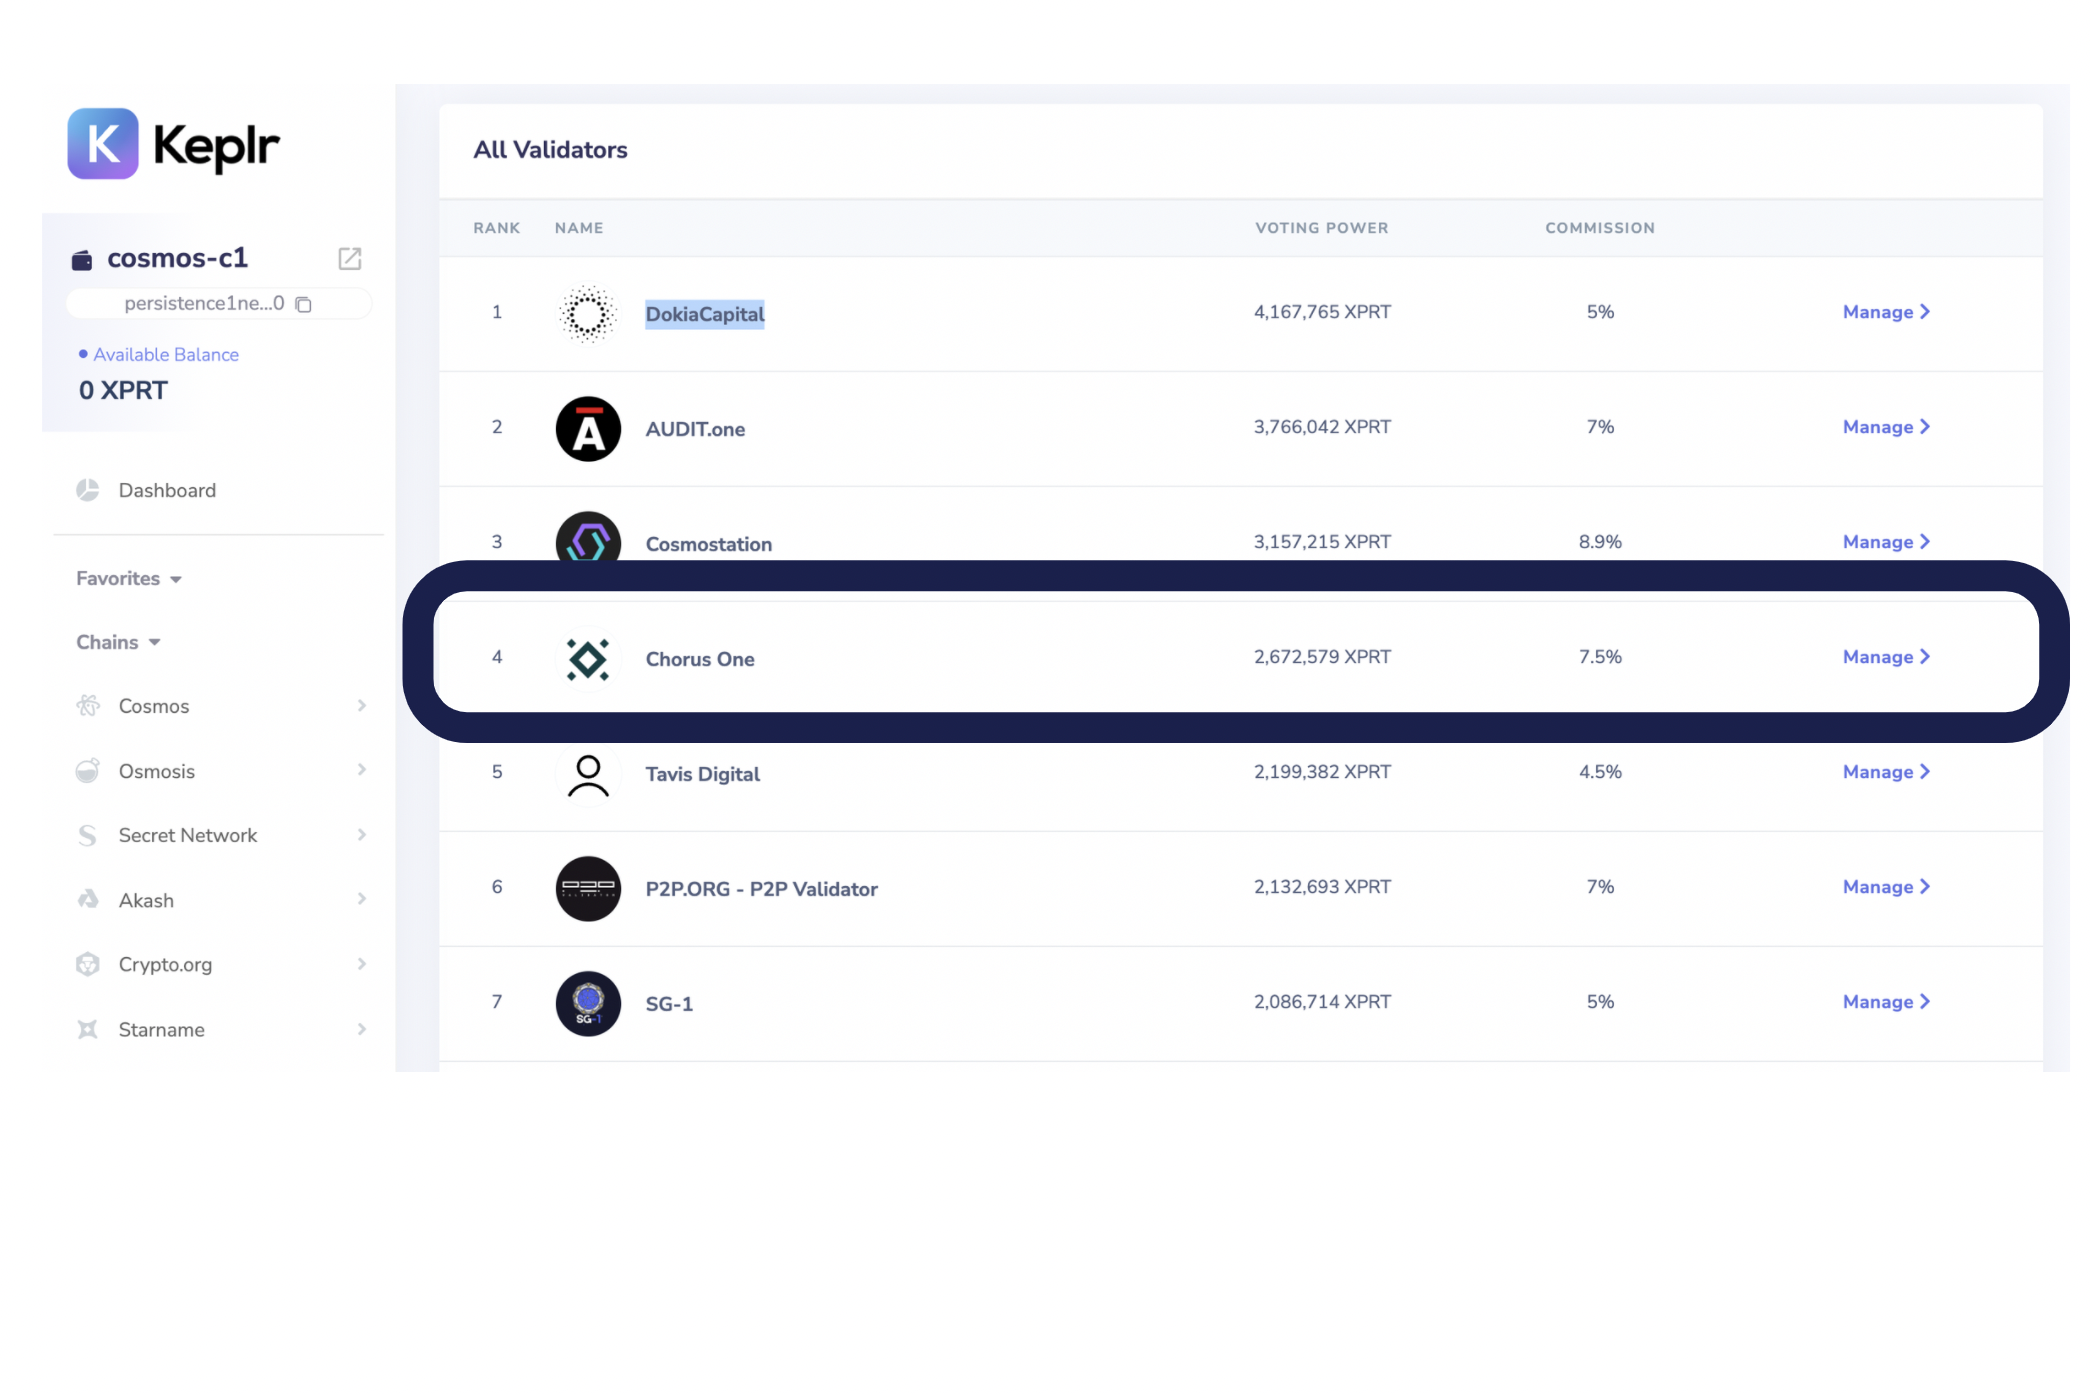 K Keplr
cosmos-c1
persistence1ne...0
Available Balance
0 XPRT
Dashboard
Favorites
Chains
Cosmos
Osmosis
Secret Network
Akash
Crypto.org
Starname
All Validators
RANK NAME VOTING POWER COMMISSION
1 DokiaCapital 4,167,765 XPRT 5% Manage
2 A AUDIT.one 3,766,042 XPRT 7% Manage
3 Cosmostation 3,157,215 XPRT 8.9% Manage
4 Chorus One 2,672,579 XPRT 7.5% Manage
5 Tavis Digital 2,199,382 XPRT 4.5% Manage
6 P2P P2P.ORG - P2P Validator 2,132,693 XPRT 7% Manage
7 SG-1 SG-1 2,086,714 XPRT 5% Manage